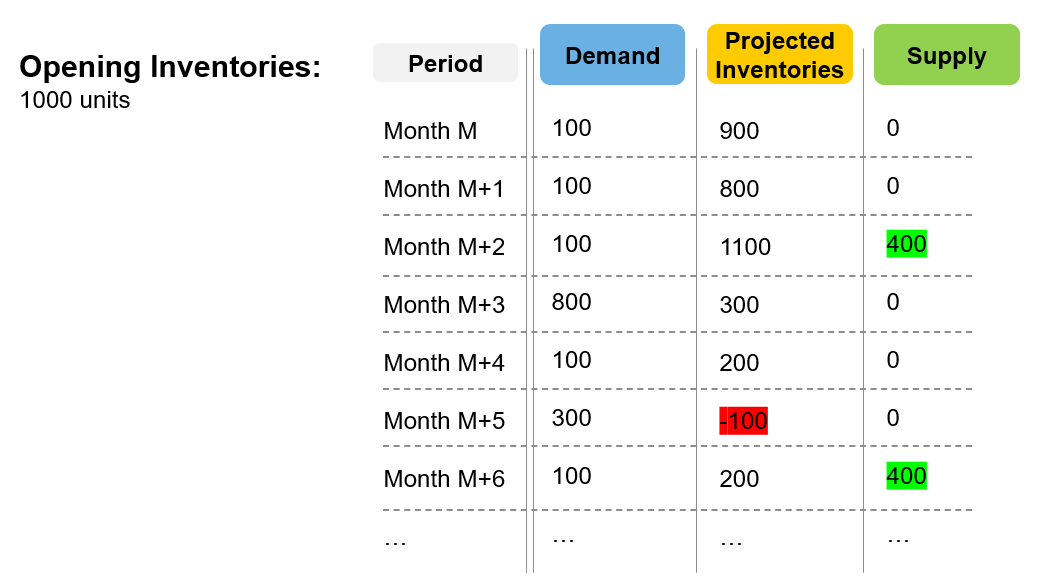 Opening Inventories:
1000 units
Period Demand Projected Inventories Supply
Month M 100 900 0
Month M+1 100 800 0
Month M+2 100 1100 400
Month M+3 800 300 0
Month M+4 100 200 0
Month M+5 300 -100 0
Month M+6 100 200 400
… … … …